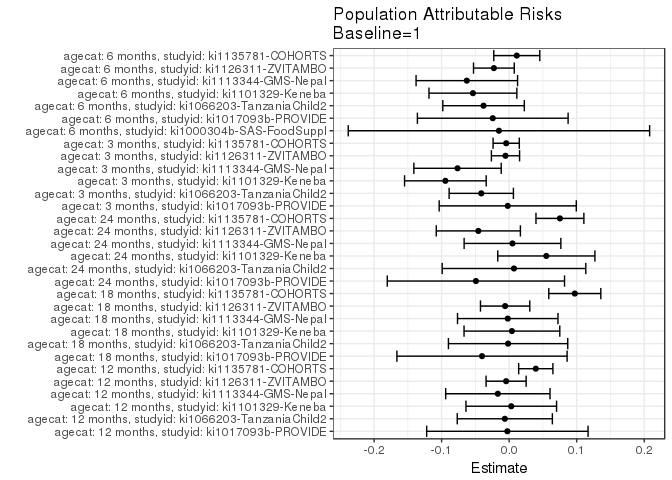 Population Attributable Risks
Baseline=1
agecat: 6 months, studyid: ki1135781-COHORTS
agecat: 6 months, studyid: ki1126311-ZVITAMBO
agecat: 6 months, studyid: ki1113344-GMS-Nepal
agecat: 6 months, studyid: ki1101329-Keneba
agecat: 6 months, studyid: ki1066203-TanzaniaChild2
agecat: 6 months, studyid: ki1017093b-PROVIDE
agecat: 6 months, studyid: ki1000304b-SAS-FoodSuppl
agecat: 3 months, studyid: ki1135781-COHORTS
agecat: 3 months, studyid: ki1126311-ZVITAMBO
agecat: 3 months, studyid: ki1113344-GMS-Nepal
agecat: 3 months, studyid: ki1101329-Keneba
agecat: 3 months, studyid: ki1066203-TanzaniaChild2
agecat: 3 months, studyid: ki1017093b-PROVIDE
agecat: 24 months, studyid: ki1135781-COHORTS
agecat: 24 months, studyid: ki1126311-ZVITAMBO
agecat: 24 months, studyid: ki1113344-GMS-Nepal
agecat: 24 months, studyid: ki1101329-Keneba
agecat: 24 months, studyid: ki1066203-TanzaniaChild2
agecat: 24 months, studyid: ki1017093b-PROVIDE
agecat: 18 months, studyid: ki1135781-COHORTS
agecat: 18 months, studyid: ki1126311-ZVITAMBO
agecat: 18 months, studyid: ki1113344-GMS-Nepal
agecat: 18 months, studyid: ki1101329-Keneba
agecat: 18 months, studyid: ki1066203-TanzaniaChild2
agecat: 18 months, studyid: ki1017093b-PROVIDE
agecat: 12 months, studyid: ki1135781-COHORTS
agecat: 12 months, studyid: ki1126311-ZVITAMBO
agecat: 12 months, studyid: ki1113344-GMS-Nepal
agecat: 12 months, studyid: ki1101329-Keneba
agecat: 12 months, studyid: ki1066203-TanzaniaChild2
agecat: 12 months, studyid: ki1017093b-PROVIDE
-0.2 -0.1 0.0 0.1 0.2
Estimate